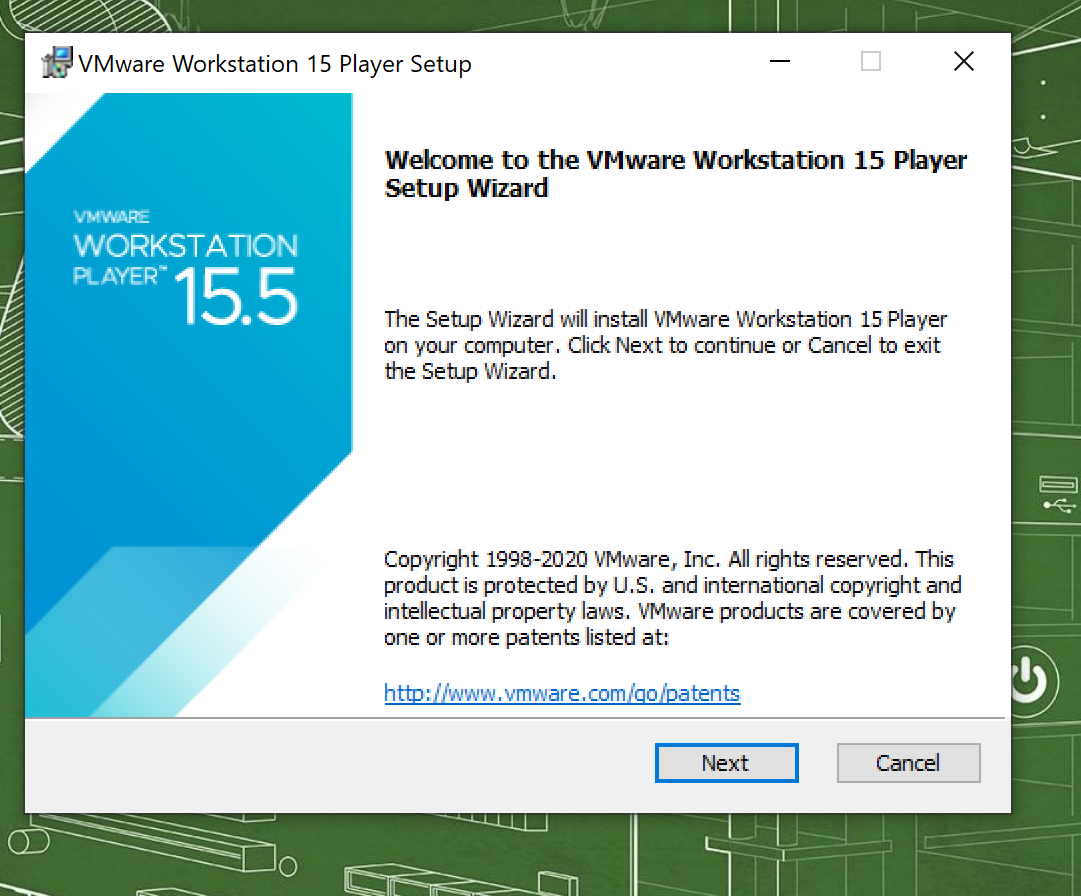 VMware Workstation 15 Player Setup
VMWARE
WORKSTATION
PLAYER™ 15.5
Welcome to the VMware Workstation 15 Player
Setup Wizard
The Setup Wizard will install VMware Workstation 15 Player
on your computer. Click Next to continue or Cancel to exit
the Setup Wizard.
Copyright 1998-2020 VMware, Inc. All rights reserved. This
product is protected by U.S. and international copyright and
intellectual property laws. VMware products are covered by
one or more patents listed at:
http://www.vmware.com/go/patents
Next
Cancel